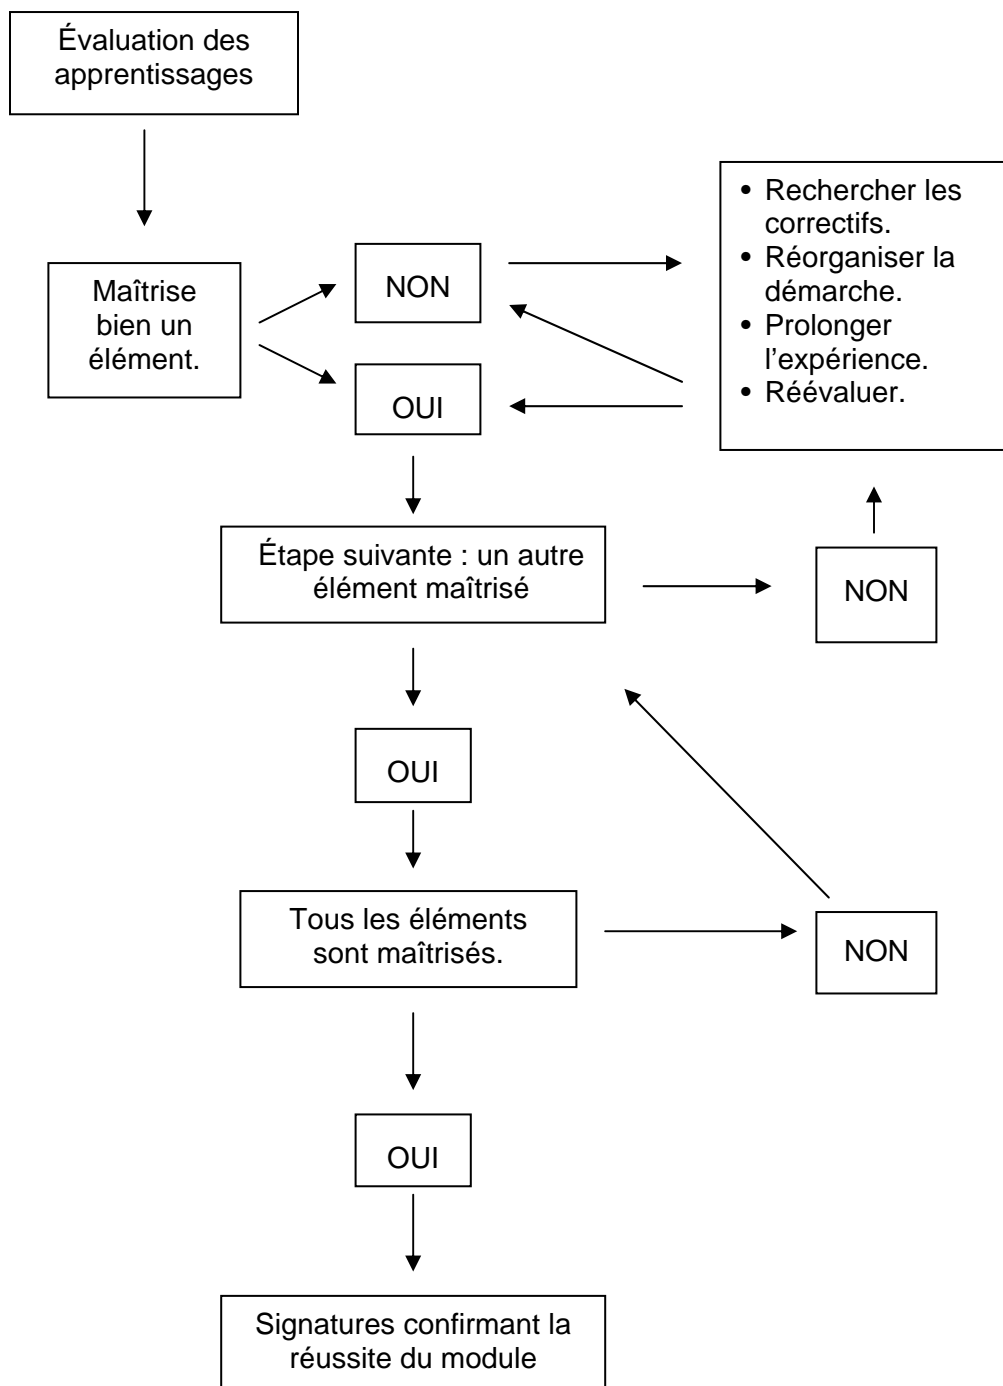 Évaluation des
apprentissages
Maîtrise
bien un
élément.
NON
OUI
• Rechercher les
correctifs.
• Réorganiser la
démarche.
• Prolonger
l’expérience.
• Réévaluer.
Étape suivante : un autre
élément maîtrisé
NON
OUI
Tous les éléments
sont maîtrisés.
NON
OUI
Signatures confirmant la
réussite du module